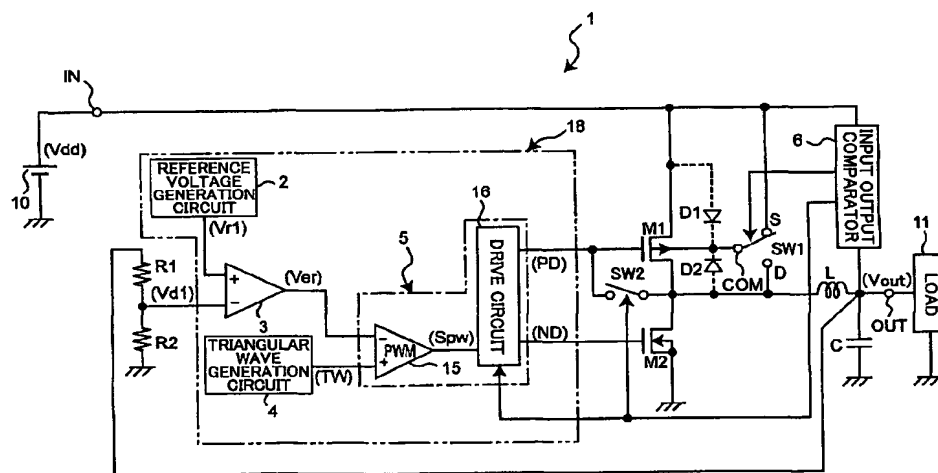 1
IN
(Vdd)
10
18
REFERENCE
VOLTAGE
GENERATION
CIRCUIT
2
(Vr1)
R1
(Vd1)
R2
+
−
3
(Ver)
TRIANGULAR
WAVE
GENERATION
CIRCUIT
4
(TW)
5
−
+
PWM
15
(Spw)
16
DRIVE CIRCUIT
(PD)
(ND)
SW2
M1
M2
D1
D2
COM
S
SW1
D
6
INPUT OUTPUT
COMPARATOR
L
(Vout)
OUT
C
11
LOAD